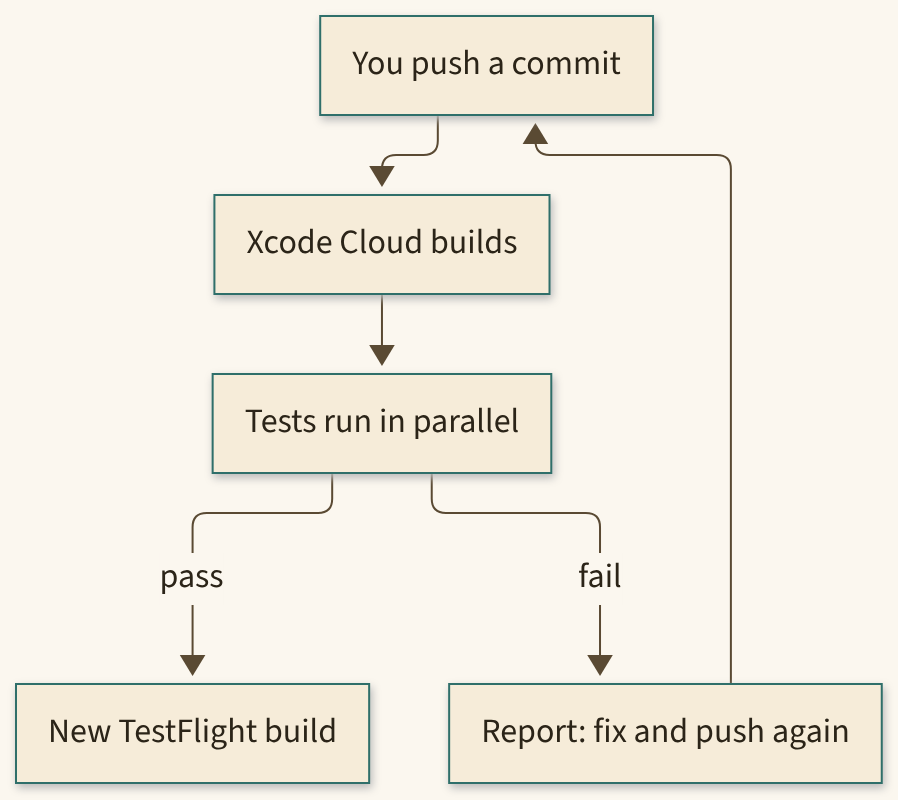 You push a commit
Xcode Cloud builds
Tests run in parallel
pass
fail
New TestFlight build
Report: fix and push again